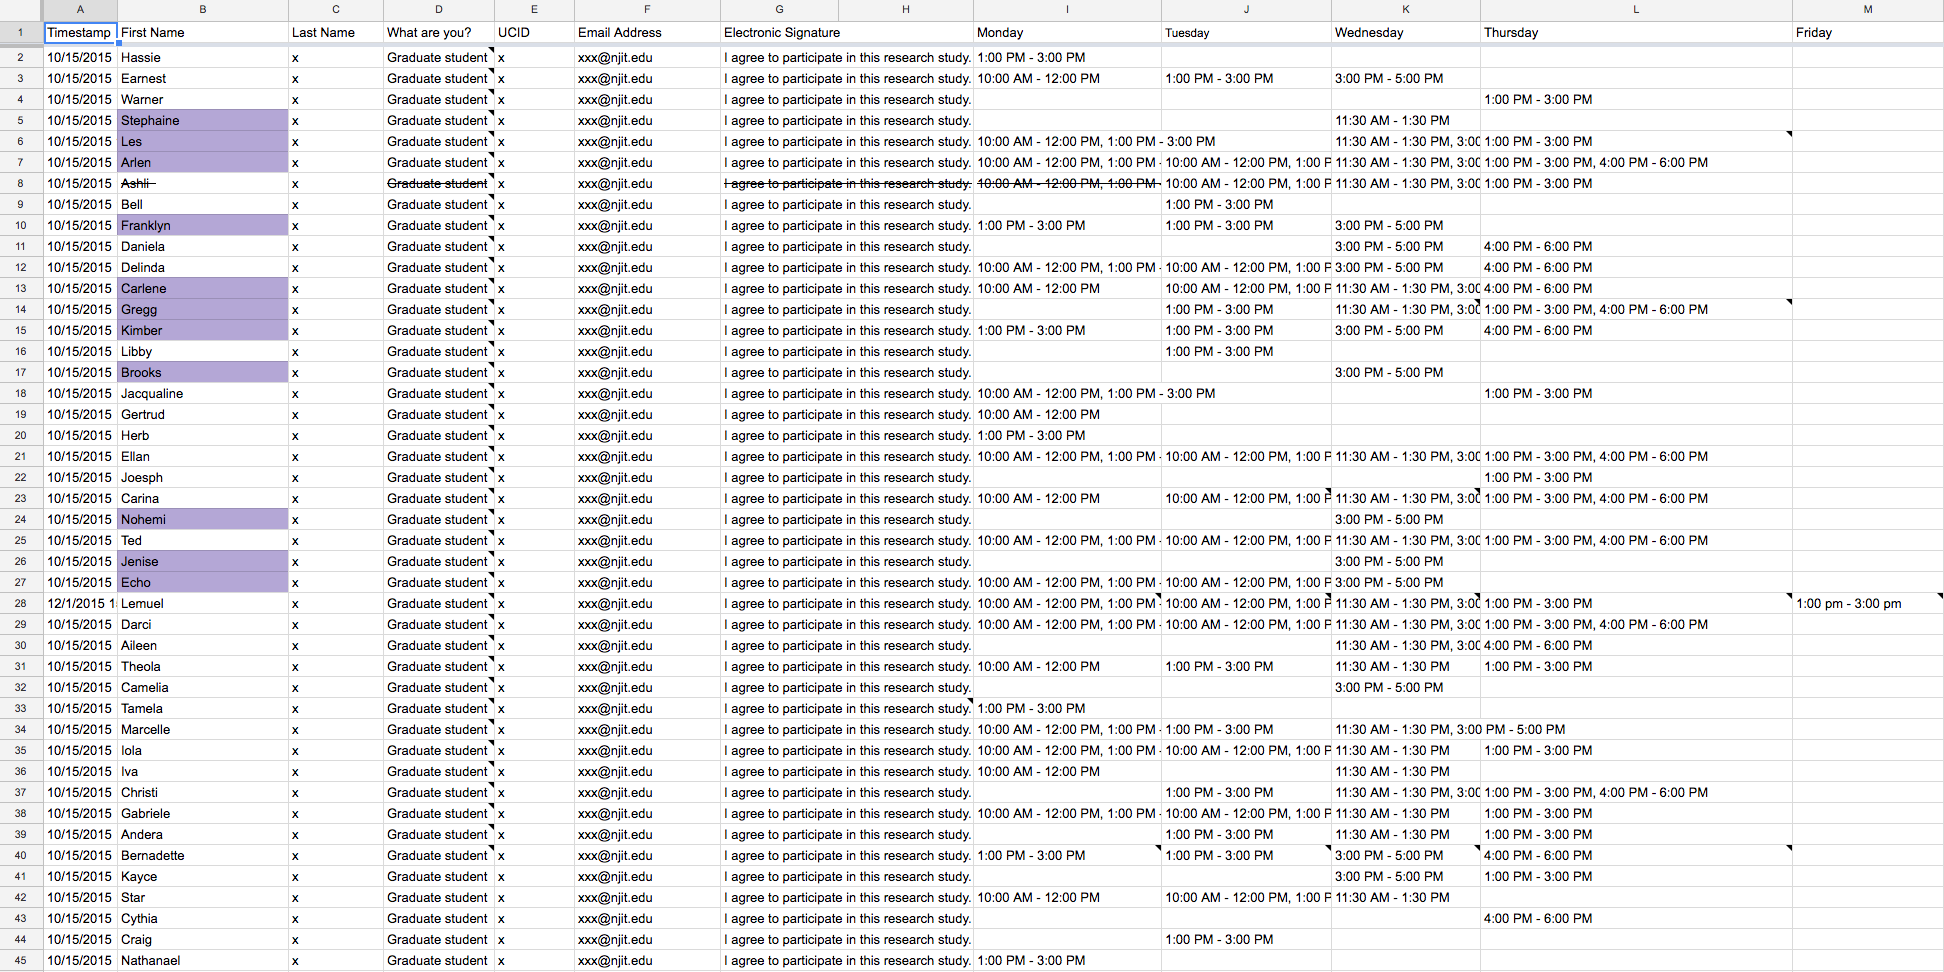 A B C D E F G H I J K L M
1 Timestamp First Name Last Name What are you? UCID Email Address Electronic Signature Monday Tuesday Wednesday Thursday Friday
2 10/15/2015 Hassie x Graduate student x xxx@njit.edu I agree to participate in this research study. 1:00 PM - 3:00 PM
3 10/15/2015 Earnest x Graduate student x xxx@njit.edu I agree to participate in this research study. 10:00 AM - 12:00 PM 1:00 PM - 3:00 PM 3:00 PM - 5:00 PM
4 10/15/2015 Warner x Graduate student x xxx@njit.edu I agree to participate in this research study. 1:00 PM - 3:00 PM
5 10/15/2015 Stephaine x Graduate student x xxx@njit.edu I agree to participate in this research study. 11:30 AM - 1:30 PM
6 10/15/2015 Les x Graduate student x xxx@njit.edu I agree to participate in this research study. 10:00 AM - 12:00 PM, 1:00 PM - 3:00 PM 11:30 AM - 1:30 PM, 3:00 1:00 PM - 3:00 PM
7 10/15/2015 Arlen x Graduate student x xxx@njit.edu I agree to participate in this research study. 10:00 AM - 12:00 PM, 1:00 PM - 10:00 AM - 12:00 PM, 1:00 P 11:30 AM - 1:30 PM, 3:00 1:00 PM - 3:00 PM, 4:00 PM - 6:00 PM
8 10/15/2015 Ashli x Graduate student x xxx@njit.edu I agree to participate in this research study. 10:00 AM - 12:00 PM, 1:00 PM - 10:00 AM - 12:00 PM, 1:00 P 11:30 AM - 1:30 PM, 3:00 1:00 PM - 3:00 PM
9 10/15/2015 Bell x Graduate student x xxx@njit.edu I agree to participate in this research study. 1:00 PM - 3:00 PM
10 10/15/2015 Franklyn x Graduate student x xxx@njit.edu I agree to participate in this research study. 1:00 PM - 3:00 PM 1:00 PM - 3:00 PM 3:00 PM - 5:00 PM
11 10/15/2015 Daniela x Graduate student x xxx@njit.edu I agree to participate in this research study. 3:00 PM - 5:00 PM 4:00 PM - 6:00 PM
12 10/15/2015 Delinda x Graduate student x xxx@njit.edu I agree to participate in this research study. 10:00 AM - 12:00 PM, 1:00 PM - 10:00 AM - 12:00 PM, 1:00 P 3:00 PM - 5:00 PM 4:00 PM - 6:00 PM
13 10/15/2015 Carlene x Graduate student x xxx@njit.edu I agree to participate in this research study. 10:00 AM - 12:00 PM 10:00 AM - 12:00 PM, 1:00 P 11:30 AM - 1:30 PM, 3:00 4:00 PM - 6:00 PM
14 10/15/2015 Gregg x Graduate student x xxx@njit.edu I agree to participate in this research study. 1:00 PM - 3:00 PM 11:30 AM - 1:30 PM, 3:00 1:00 PM - 3:00 PM, 4:00 PM - 6:00 PM
15 10/15/2015 Kimber x Graduate student x xxx@njit.edu I agree to participate in this research study. 1:00 PM - 3:00 PM 1:00 PM - 3:00 PM 3:00 PM - 5:00 PM 4:00 PM - 6:00 PM
16 10/15/2015 Libby x Graduate student x xxx@njit.edu I agree to participate in this research study. 1:00 PM - 3:00 PM
17 10/15/2015 Brooks x Graduate student x xxx@njit.edu I agree to participate in this research study. 3:00 PM - 5:00 PM
18 10/15/2015 Jacqualine x Graduate student x xxx@njit.edu I agree to participate in this research study. 10:00 AM - 12:00 PM, 1:00 PM - 3:00 PM 1:00 PM - 3:00 PM
19 10/15/2015 Gertrud x Graduate student x xxx@njit.edu I agree to participate in this research study. 10:00 AM - 12:00 PM
20 10/15/2015 Herb x Graduate student x xxx@njit.edu I agree to participate in this research study. 1:00 PM - 3:00 PM
21 10/15/2015 Ellan x Graduate student x xxx@njit.edu I agree to participate in this research study. 10:00 AM - 12:00 PM, 1:00 PM - 10:00 AM - 12:00 PM, 1:00 P 11:30 AM - 1:30 PM, 3:00 1:00 PM - 3:00 PM, 4:00 PM - 6:00 PM
22 10/15/2015 Joesph x Graduate student x xxx@njit.edu I agree to participate in this research study. 1:00 PM - 3:00 PM
23 10/15/2015 Carina x Graduate student x xxx@njit.edu I agree to participate in this research study. 10:00 AM - 12:00 PM 10:00 AM - 12:00 PM, 1:00 P 11:30 AM - 1:30 PM, 3:00 1:00 PM - 3:00 PM, 4:00 PM - 6:00 PM
24 10/15/2015 Nohemi x Graduate student x xxx@njit.edu I agree to participate in this research study. 3:00 PM - 5:00 PM
25 10/15/2015 Ted x Graduate student x xxx@njit.edu I agree to participate in this research study. 10:00 AM - 12:00 PM, 1:00 PM - 10:00 AM - 12:00 PM, 1:00 P 11:30 AM - 1:30 PM, 3:00 1:00 PM - 3:00 PM, 4:00 PM - 6:00 PM
26 10/15/2015 Jenise x Graduate student x xxx@njit.edu I agree to participate in this research study. 3:00 PM - 5:00 PM
27 10/15/2015 Echo x Graduate student x xxx@njit.edu I agree to participate in this research study. 10:00 AM - 12:00 PM, 1:00 PM - 10:00 AM - 12:00 PM, 1:00 P 3:00 PM - 5:00 PM
28 12/1/2015 1 Lemuel x Graduate student x xxx@njit.edu I agree to participate in this research study. 10:00 AM - 12:00 PM, 1:00 PM - 10:00 AM - 12:00 PM, 1:00 P 11:30 AM - 1:30 PM, 3:00 1:00 PM - 3:00 PM 1:00 pm - 3:00 pm
29 10/15/2015 Darci x Graduate student x xxx@njit.edu I agree to participate in this research study. 10:00 AM - 12:00 PM, 1:00 PM - 10:00 AM - 12:00 PM, 1:00 P 11:30 AM - 1:30 PM, 3:00 1:00 PM - 3:00 PM, 4:00 PM - 6:00 PM
30 10/15/2015 Aileen x Graduate student x xxx@njit.edu I agree to participate in this research study. 11:30 AM - 1:30 PM, 3:00 4:00 PM - 6:00 PM
31 10/15/2015 Theola x Graduate student x xxx@njit.edu I agree to participate in this research study. 10:00 AM - 12:00 PM 1:00 PM - 3:00 PM 11:30 AM - 1:30 PM 1:00 PM - 3:00 PM
32 10/15/2015 Camelia x Graduate student x xxx@njit.edu I agree to participate in this research study. 3:00 PM - 5:00 PM
33 10/15/2015 Tamela x Graduate student x xxx@njit.edu I agree to participate in this research study. 1:00 PM - 3:00 PM
34 10/15/2015 Marcelle x Graduate student x xxx@njit.edu I agree to participate in this research study. 10:00 AM - 12:00 PM, 1:00 PM - 1:00 PM - 3:00 PM 11:30 AM - 1:30 PM, 3:00 PM - 5:00 PM
35 10/15/2015 Iola x Graduate student x xxx@njit.edu I agree to participate in this research study. 10:00 AM - 12:00 PM, 1:00 PM - 10:00 AM - 12:00 PM, 1:00 P 11:30 AM - 1:30 PM 1:00 PM - 3:00 PM
36 10/15/2015 Iva x Graduate student x xxx@njit.edu I agree to participate in this research study. 10:00 AM - 12:00 PM 11:30 AM - 1:30 PM
37 10/15/2015 Christi x Graduate student x xxx@njit.edu I agree to participate in this research study. 1:00 PM - 3:00 PM 11:30 AM - 1:30 PM, 3:00 1:00 PM - 3:00 PM, 4:00 PM - 6:00 PM
38 10/15/2015 Gabriele x Graduate student x xxx@njit.edu I agree to participate in this research study. 10:00 AM - 12:00 PM, 1:00 PM - 10:00 AM - 12:00 PM, 1:00 P 11:30 AM - 1:30 PM 1:00 PM - 3:00 PM
39 10/15/2015 Andera x Graduate student x xxx@njit.edu I agree to participate in this research study. 1:00 PM - 3:00 PM 11:30 AM - 1:30 PM 1:00 PM - 3:00 PM
40 10/15/2015 Bernadette x Graduate student x xxx@njit.edu I agree to participate in this research study. 1:00 PM - 3:00 PM 1:00 PM - 3:00 PM 3:00 PM - 5:00 PM 4:00 PM - 6:00 PM
41 10/15/2015 Kayce x Graduate student x xxx@njit.edu I agree to participate in this research study. 3:00 PM - 5:00 PM 1:00 PM - 3:00 PM
42 10/15/2015 Star x Graduate student x xxx@njit.edu I agree to participate in this research study. 10:00 AM - 12:00 PM 10:00 AM - 12:00 PM, 1:00 P 11:30 AM - 1:30 PM
43 10/15/2015 Cythia x Graduate student x xxx@njit.edu I agree to participate in this research study. 4:00 PM - 6:00 PM
44 10/15/2015 Craig x Graduate student x xxx@njit.edu I agree to participate in this research study. 1:00 PM - 3:00 PM
45 10/15/2015 Nathanael x Graduate student x xxx@njit.edu I agree to participate in this research study. 1:00 PM - 3:00 PM